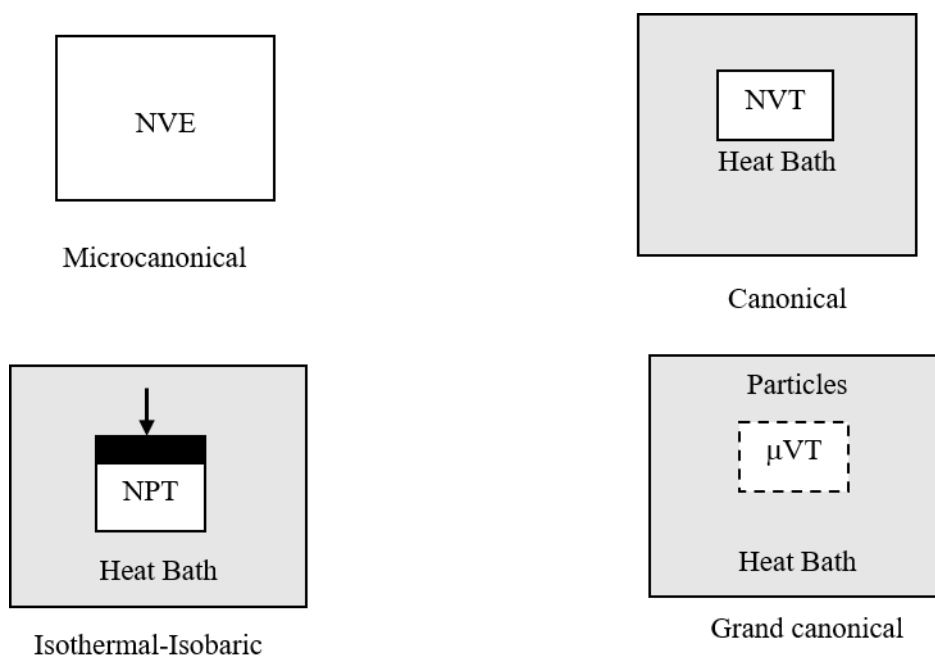 NVE
Microcanonical
NVT
Heat Bath
Canonical
NPT
Heat Bath
Isothermal-Isobaric
Particles
μVT
Heat Bath
Grand canonical